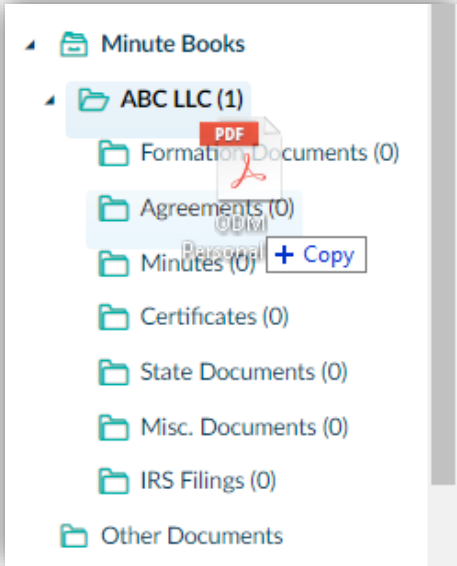 Minute Books
ABC LLC (1)
PDF
Formation Documents (0)
Agreements (0)
ODM
Personal
Minutes (0)
+ Copy
Certificates (0)
State Documents (0)
Misc. Documents (0)
IRS Filings (0)
Other Documents